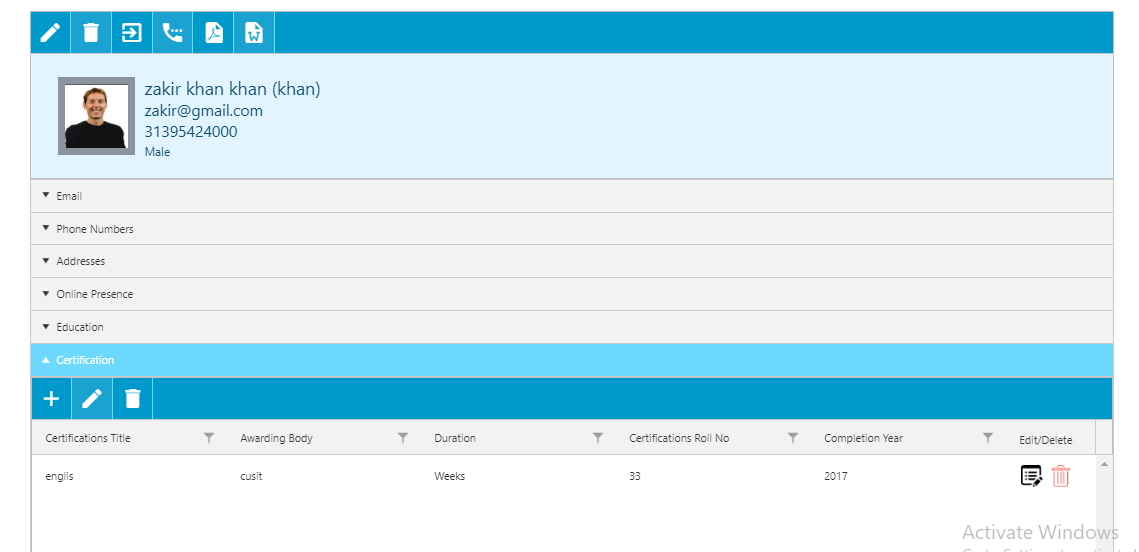 zakir khan khan (khan)
zakir@gmail.com
31395424000
Male
Email
Phone Numbers
Addresses
Online Presence
Education
Certification
Certifications Title Awarding Body Duration Certifications Roll No Completion Year Edit/Delete
englis cusit Weeks 33 2017
Activate Windows